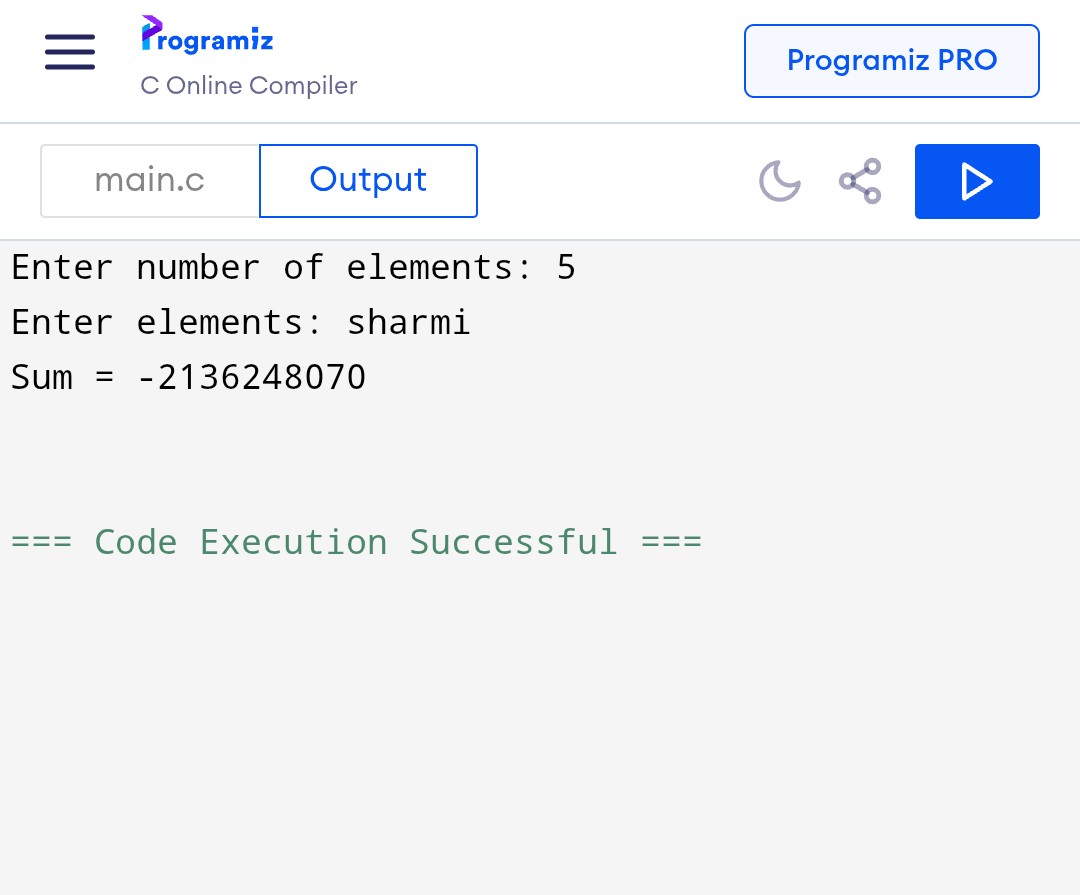 Programiz
C Online Compiler
Programiz PRO
main.c
Output
Enter number of elements: 5
Enter elements: sharmi
Sum = -2136248070
=== Code Execution Successful ===